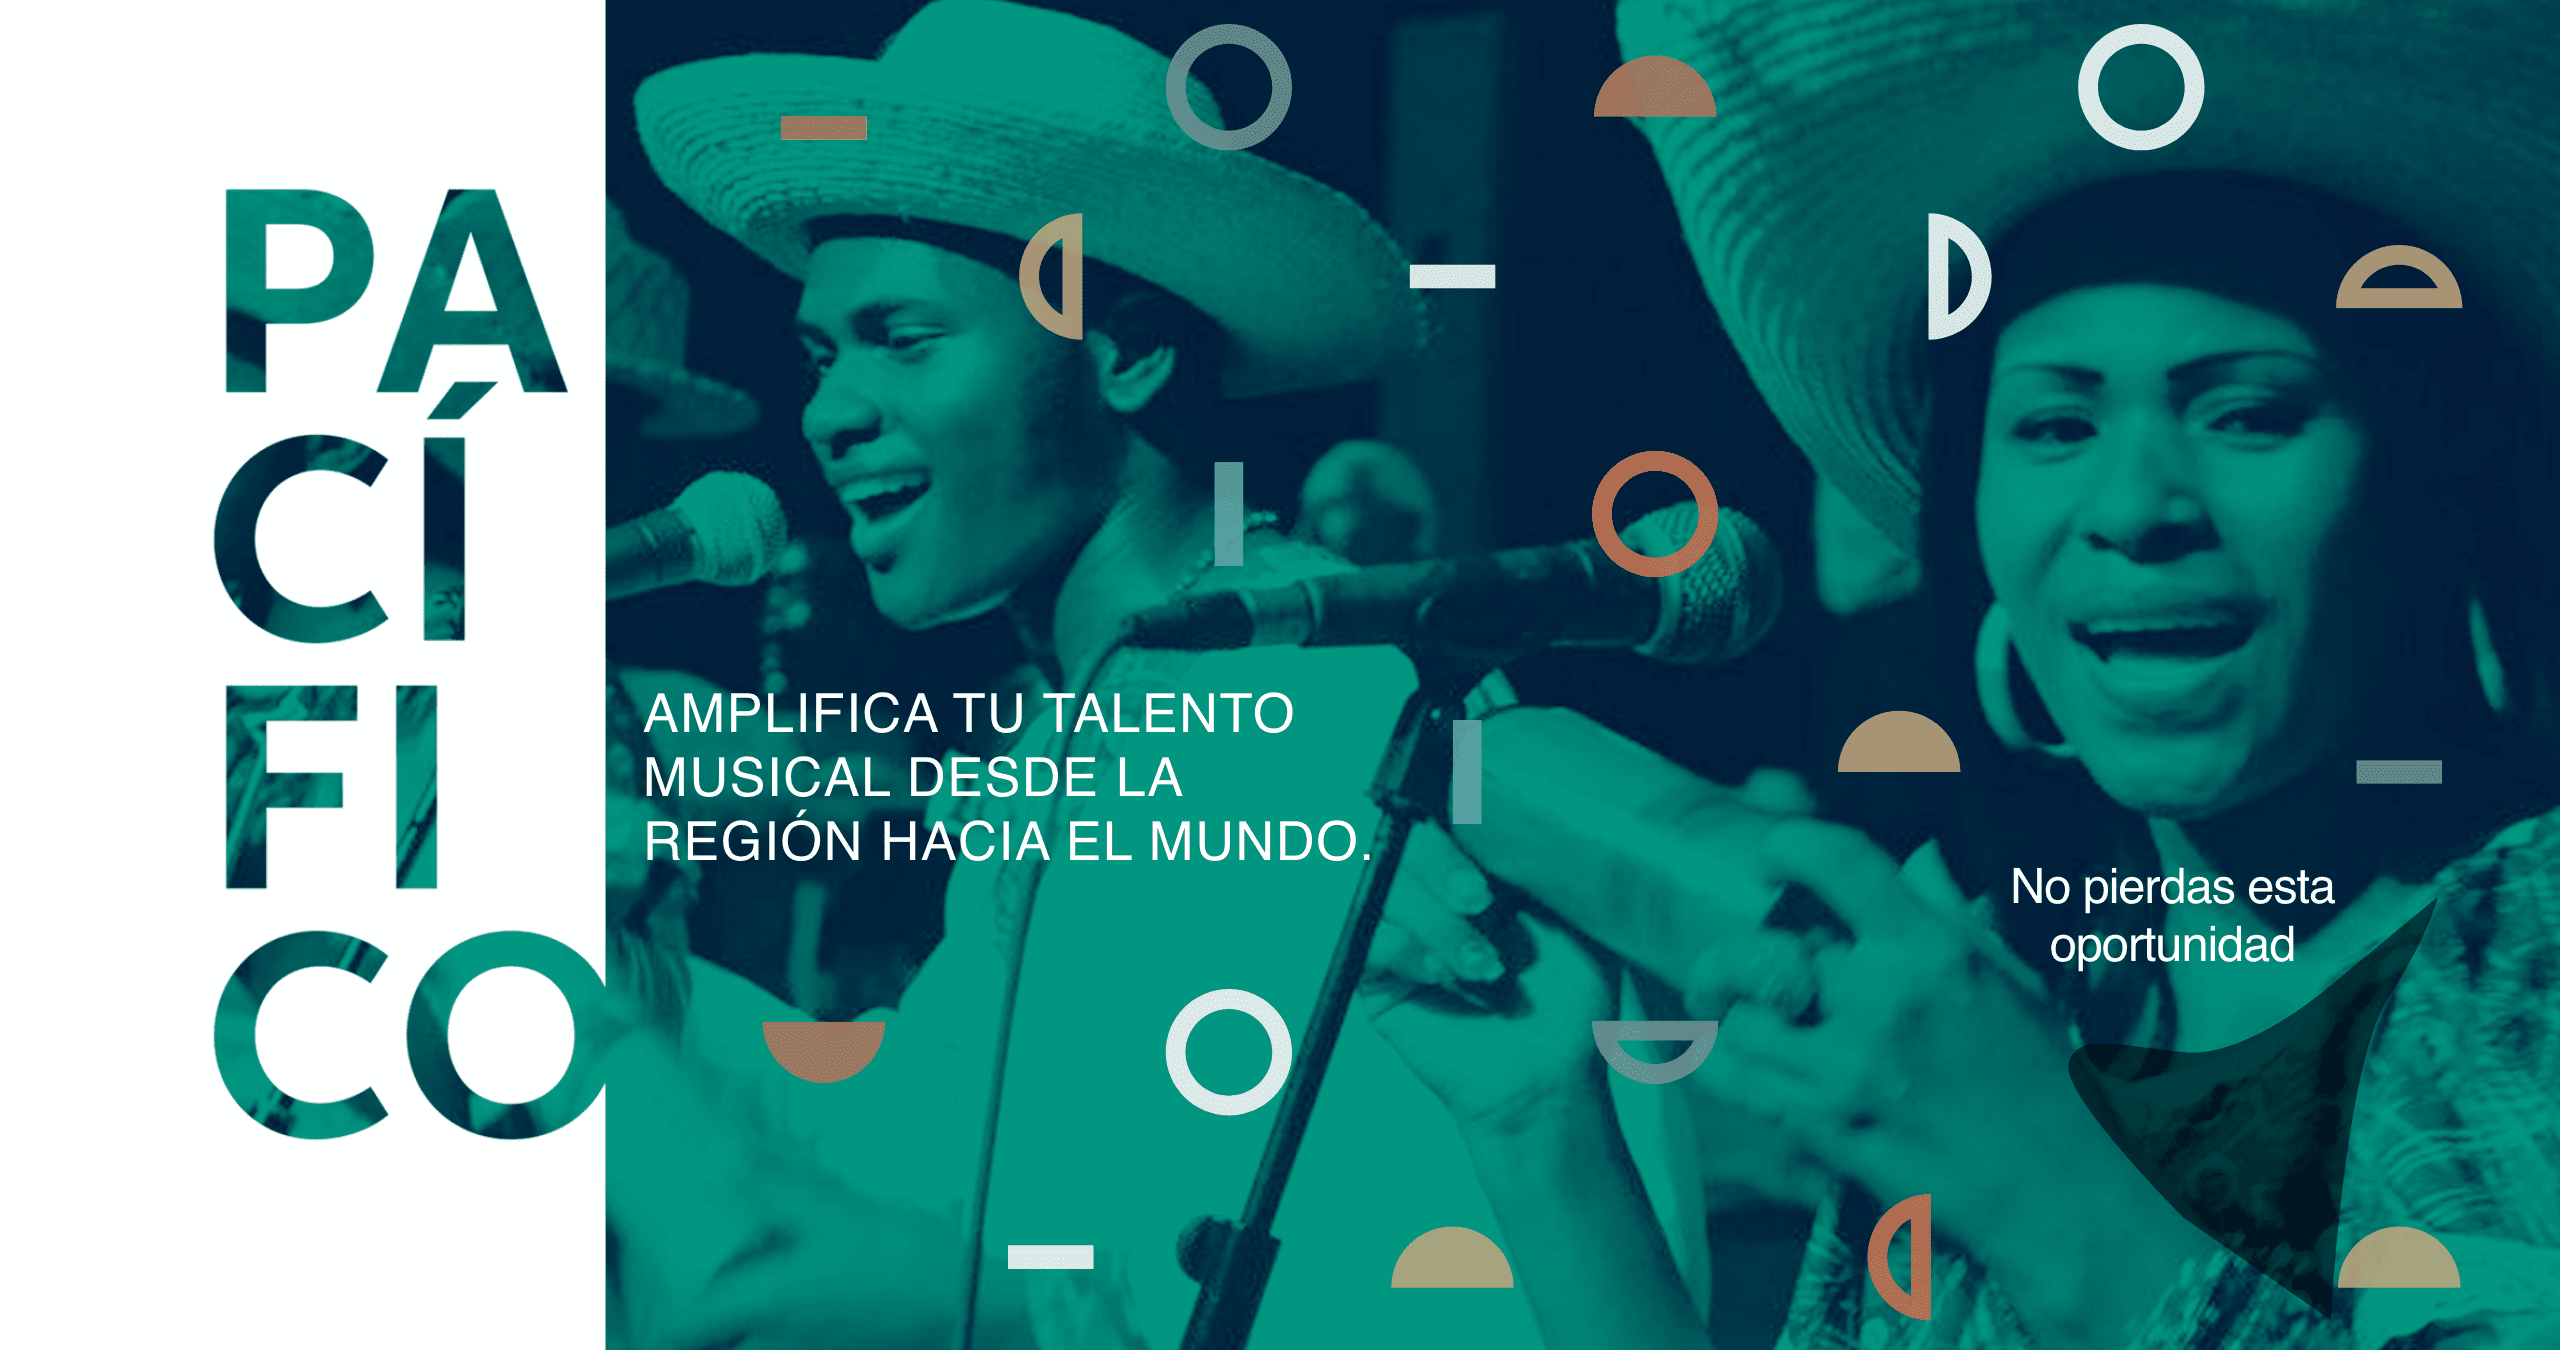 PA
CÍ
FI
CO
AMPLIFICA TU TALENTO
MUSICAL DESDE LA
REGIÓN HACIA EL MUNDO.
No pierdas esta
oportunidad